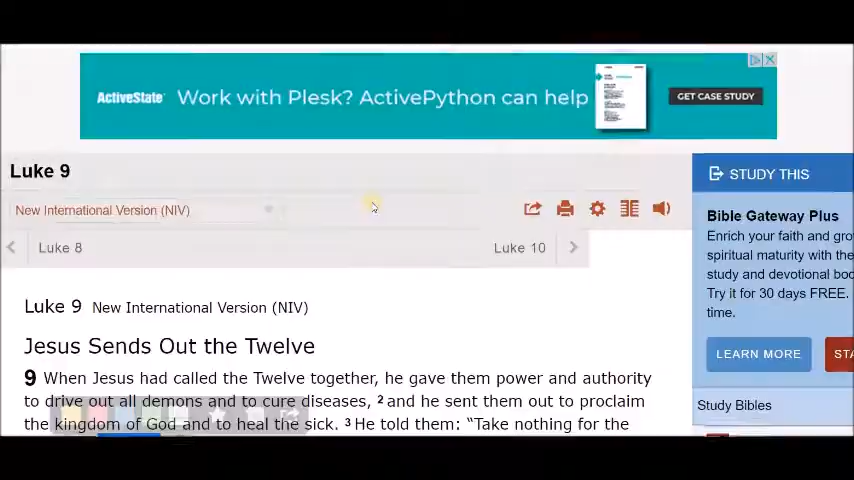 ActiveState
Work with Plesk? ActivePython can help
GET CASE STUDY
Luke 9
New International Version (NIV)
Luke 8
Luke 10
Luke 9 New International Version (NIV)
Jesus Sends Out the Twelve
9 When Jesus had called the Twelve together, he gave them power and authority
to drive out all demons and to cure diseases, 2 and he sent them out to proclaim
the kingdom of God and to heal the sick. 3 He told them: “Take nothing for the
STUDY THIS
Bible Gateway Plus
Enrich your faith and gro
spiritual maturity with the
study and devotional boo
Try it for 30 days FREE.
time.
LEARN MORE
STA
Study Bibles